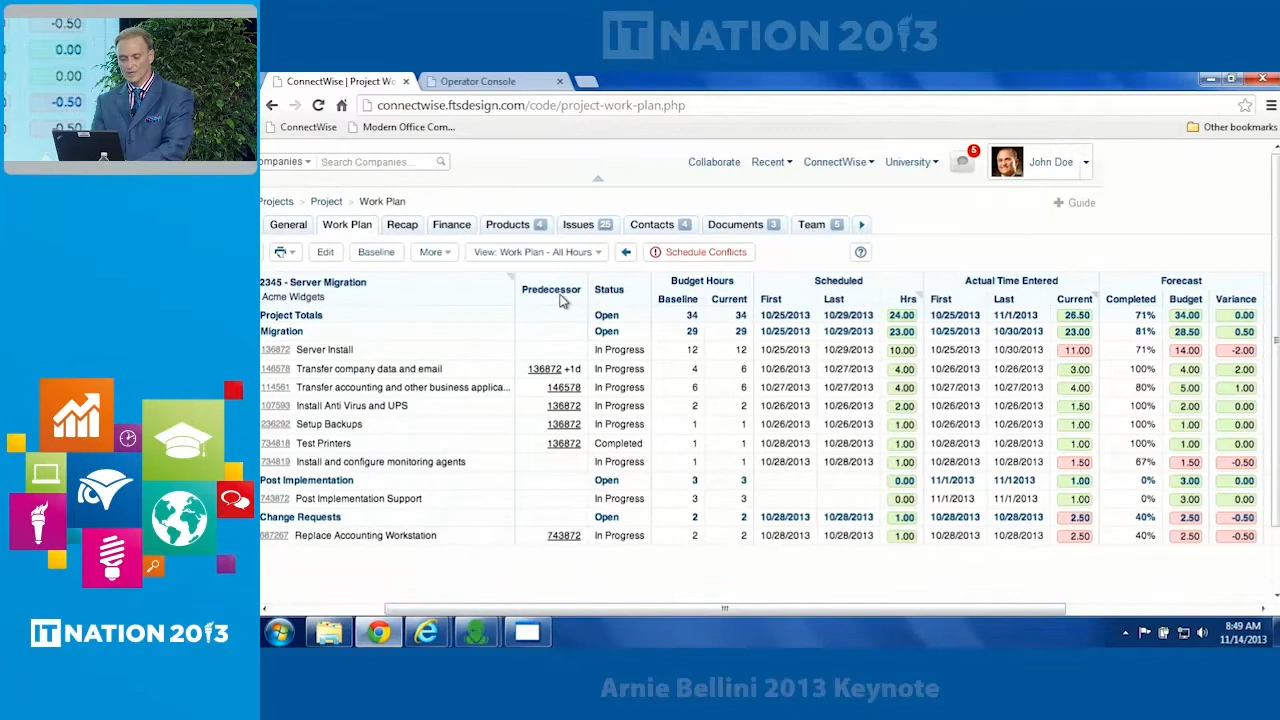 -0.50
0.00
0.00
-0.50
-0.50
IT NATION 2013
ConnectWise | Project Wo
Operator Console
connectwise.ftsdesign.com/code/project-work-plan.php
ConnectWise
Modern Office Com...
Other bookmarks
ompanies
Search Companies...
Collaborate
Recent
ConnectWise
University
5
John Doe
Projects > Project > Work Plan
Guide
General
Work Plan
Recap
Finance
Products 4
Issues 25
Contacts 4
Documents 3
Team 5
Edit
Baseline
More
View: Work Plan - All Hours
Schedule Conflicts
2345 - Server Migration
Acme Widgets
Predecessor Status Budget Hours Scheduled Actual Time Entered Forecast
Baseline Current First Last Hrs First Last Current Completed Budget Variance
Project Totals Open 34 34 10/25/2013 10/29/2013 24.00 10/25/2013 11/1/2013 26.50 71% 34.00 0.00
Migration Open 29 29 10/25/2013 10/29/2013 23.00 10/25/2013 10/30/2013 23.00 81% 28.50 0.50
136872 Server Install In Progress 12 12 10/25/2013 10/29/2013 10.00 10/25/2013 10/30/2013 11.00 71% 14.00 -2.00
146578 Transfer company data and email 136872 +1d In Progress 4 6 10/26/2013 10/27/2013 4.00 10/26/2013 10/26/2013 3.00 100% 4.00 2.00
114561 Transfer accounting and other business applica... 146578 In Progress 6 6 10/27/2013 10/27/2013 4.00 10/27/2013 10/27/2013 4.00 80% 5.00 1.00
107593 Install Anti Virus and UPS 136872 In Progress 2 2 10/26/2013 10/26/2013 2.00 10/26/2013 10/26/2013 1.50 100% 2.00 0.00
236292 Setup Backups 136872 In Progress 1 1 10/26/2013 10/26/2013 1.00 10/26/2013 10/26/2013 1.00 100% 1.00 0.00
734818 Test Printers 136872 Completed 1 1 10/28/2013 10/28/2013 1.00 10/28/2013 10/28/2013 1.00 100% 1.00 0.00
734819 Install and configure monitoring agents In Progress 1 1 10/28/2013 10/28/2013 1.00 10/28/2013 10/28/2013 1.50 67% 1.50 -0.50
Post Implementation Open 3 3 0.00 11/1/2013 11/12013 1.00 0% 3.00 0.00
743872 Post Implementation Support In Progress 3 3 0.00 11/1/2013 11/1/2013 1.00 0% 3.00 0.00
Change Requests Open 2 2 10/28/2013 10/28/2013 1.00 10/28/2013 10/28/2013 2.50 40% 2.50 -0.50
687267 Replace Accounting Workstation 743872 In Progress 2 2 10/28/2013 10/28/2013 1.00 10/28/2013 10/28/2013 2.50 40% 2.50 -0.50
IT NATION 2013
8:49 AM
11/14/2013
Arnie Bellini 2013 Keynote